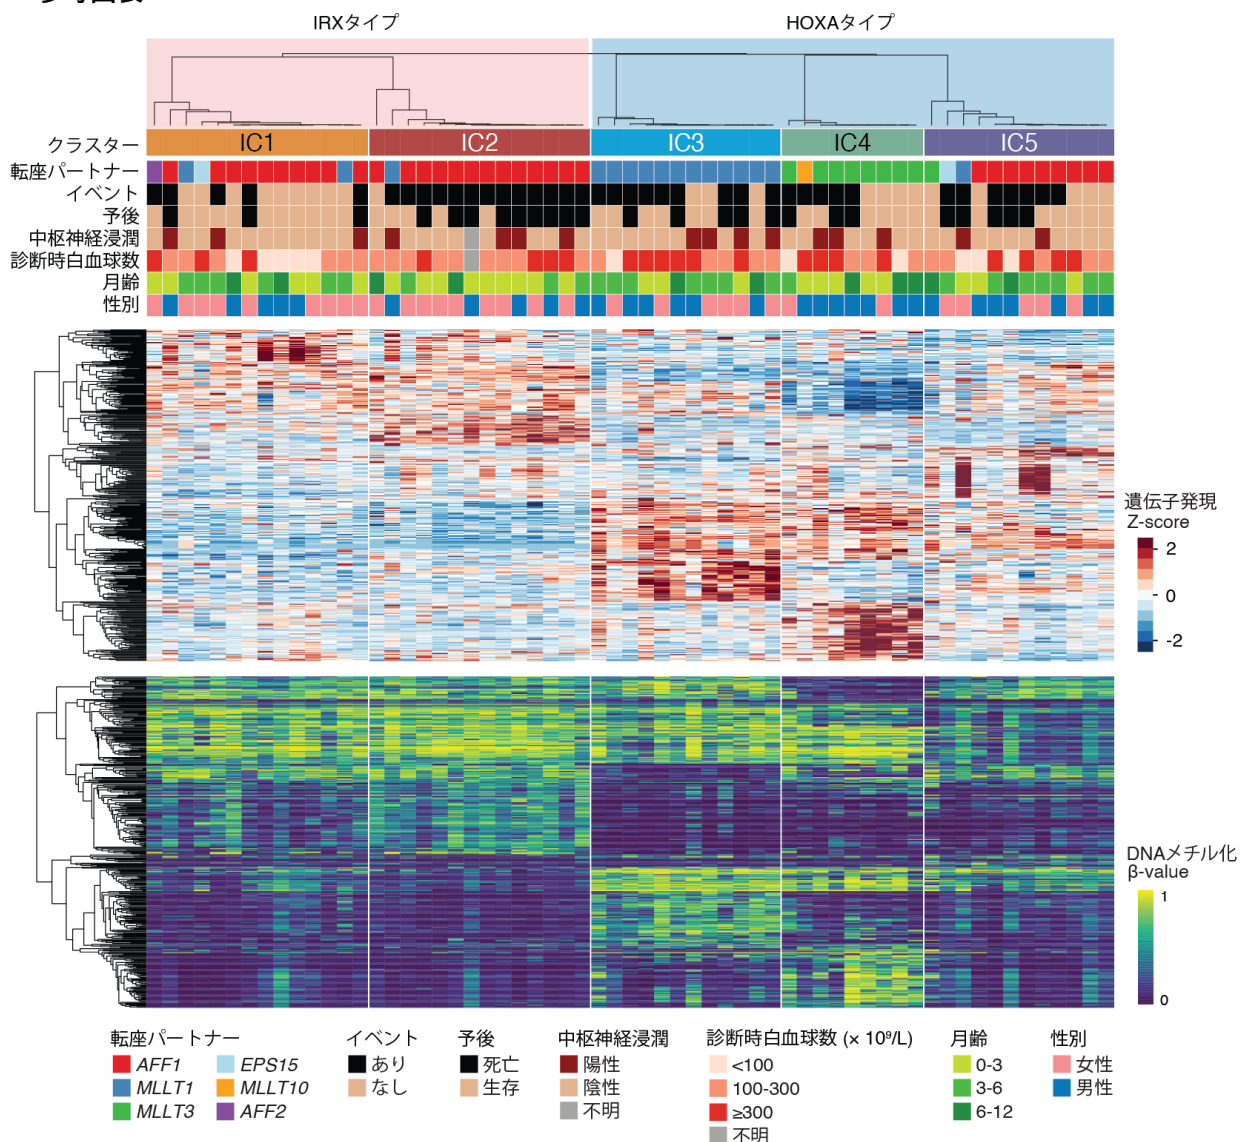 IRXタイプ
HOXAタイプ
クラスター
IC1
IC2
IC3
IC4
IC5
転座パートナー
イベント
予後
中枢神経浸潤
診断時白血球数
月齢
性別
遺伝子発現
Z-score
2
0
-2
DNAメチル化
β-value
1
0
転座パートナー
AFF1
EPS15
MLLT1
MLLT10
MLLT3
AFF2
イベント
あり
なし
予後
死亡
生存
中枢神経浸潤
陽性
陰性
不明
診断時白血球数 (× 10⁹/L)
<100
100-300
≥300
不明
月齢
0-3
3-6
6-12
性別
女性
男性